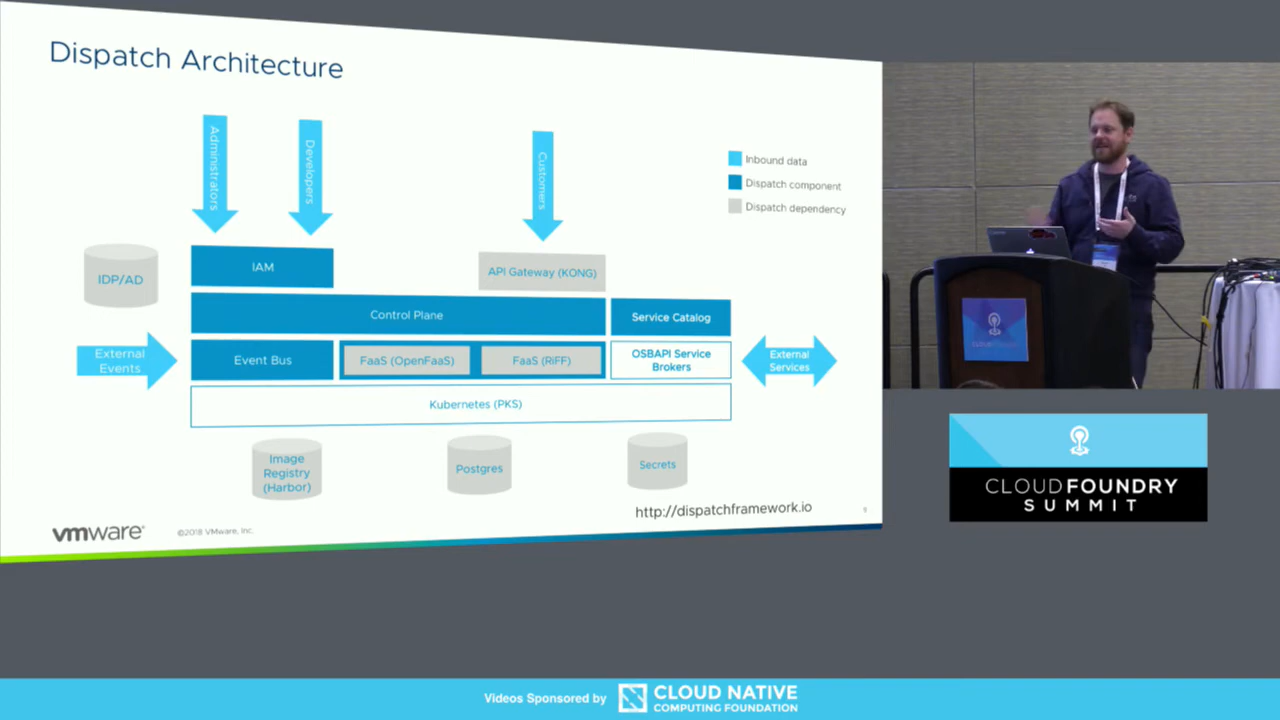 Dispatch Architecture
Administrators
Developers
Customers
Inbound data
Dispatch component
Dispatch dependency
IDP/AD
IAM
API Gateway (KONG)
Control Plane
Service Catalog
External
Events
Event Bus
FaaS (OpenFaaS)
FaaS (RiFF)
OSBAPI Service
Brokers
External
Services
Kubernetes (PKS)
Image
Registry
(Harbor)
Postgres
Secrets
http://dispatchframework.io
vmware®
©2018 VMware, Inc.
CLOUD FOUNDRY
SUMMIT
Videos Sponsored by
CLOUD NATIVE
COMPUTING FOUNDATION